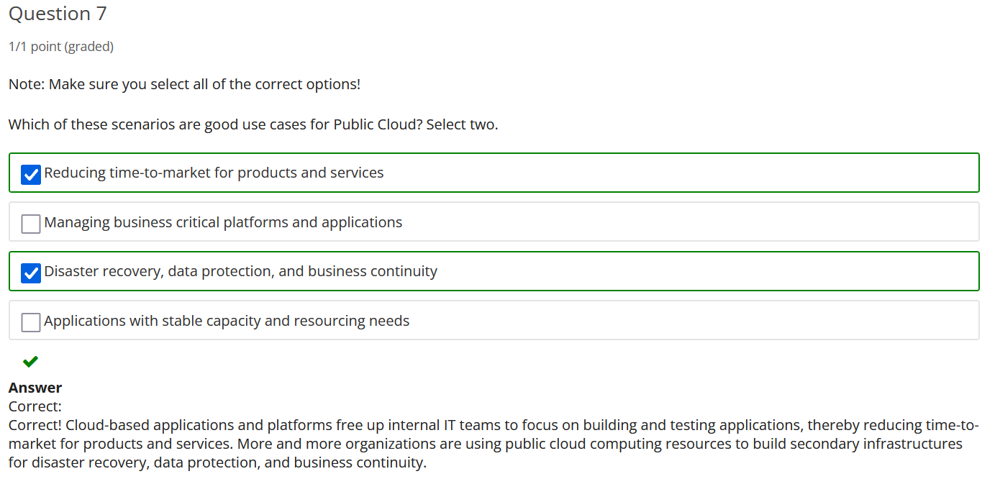 Question 7
1/1 point (graded)
Note: Make sure you select all of the correct options!
Which of these scenarios are good use cases for Public Cloud? Select two.
Reducing time-to-market for products and services
Managing business critical platforms and applications
Disaster recovery, data protection, and business continuity
Applications with stable capacity and resourcing needs
Answer
Correct:
Correct! Cloud-based applications and platforms free up internal IT teams to focus on building and testing applications, thereby reducing time-to-
market for products and services. More and more organizations are using public cloud computing resources to build secondary infrastructures
for disaster recovery, data protection, and business continuity.